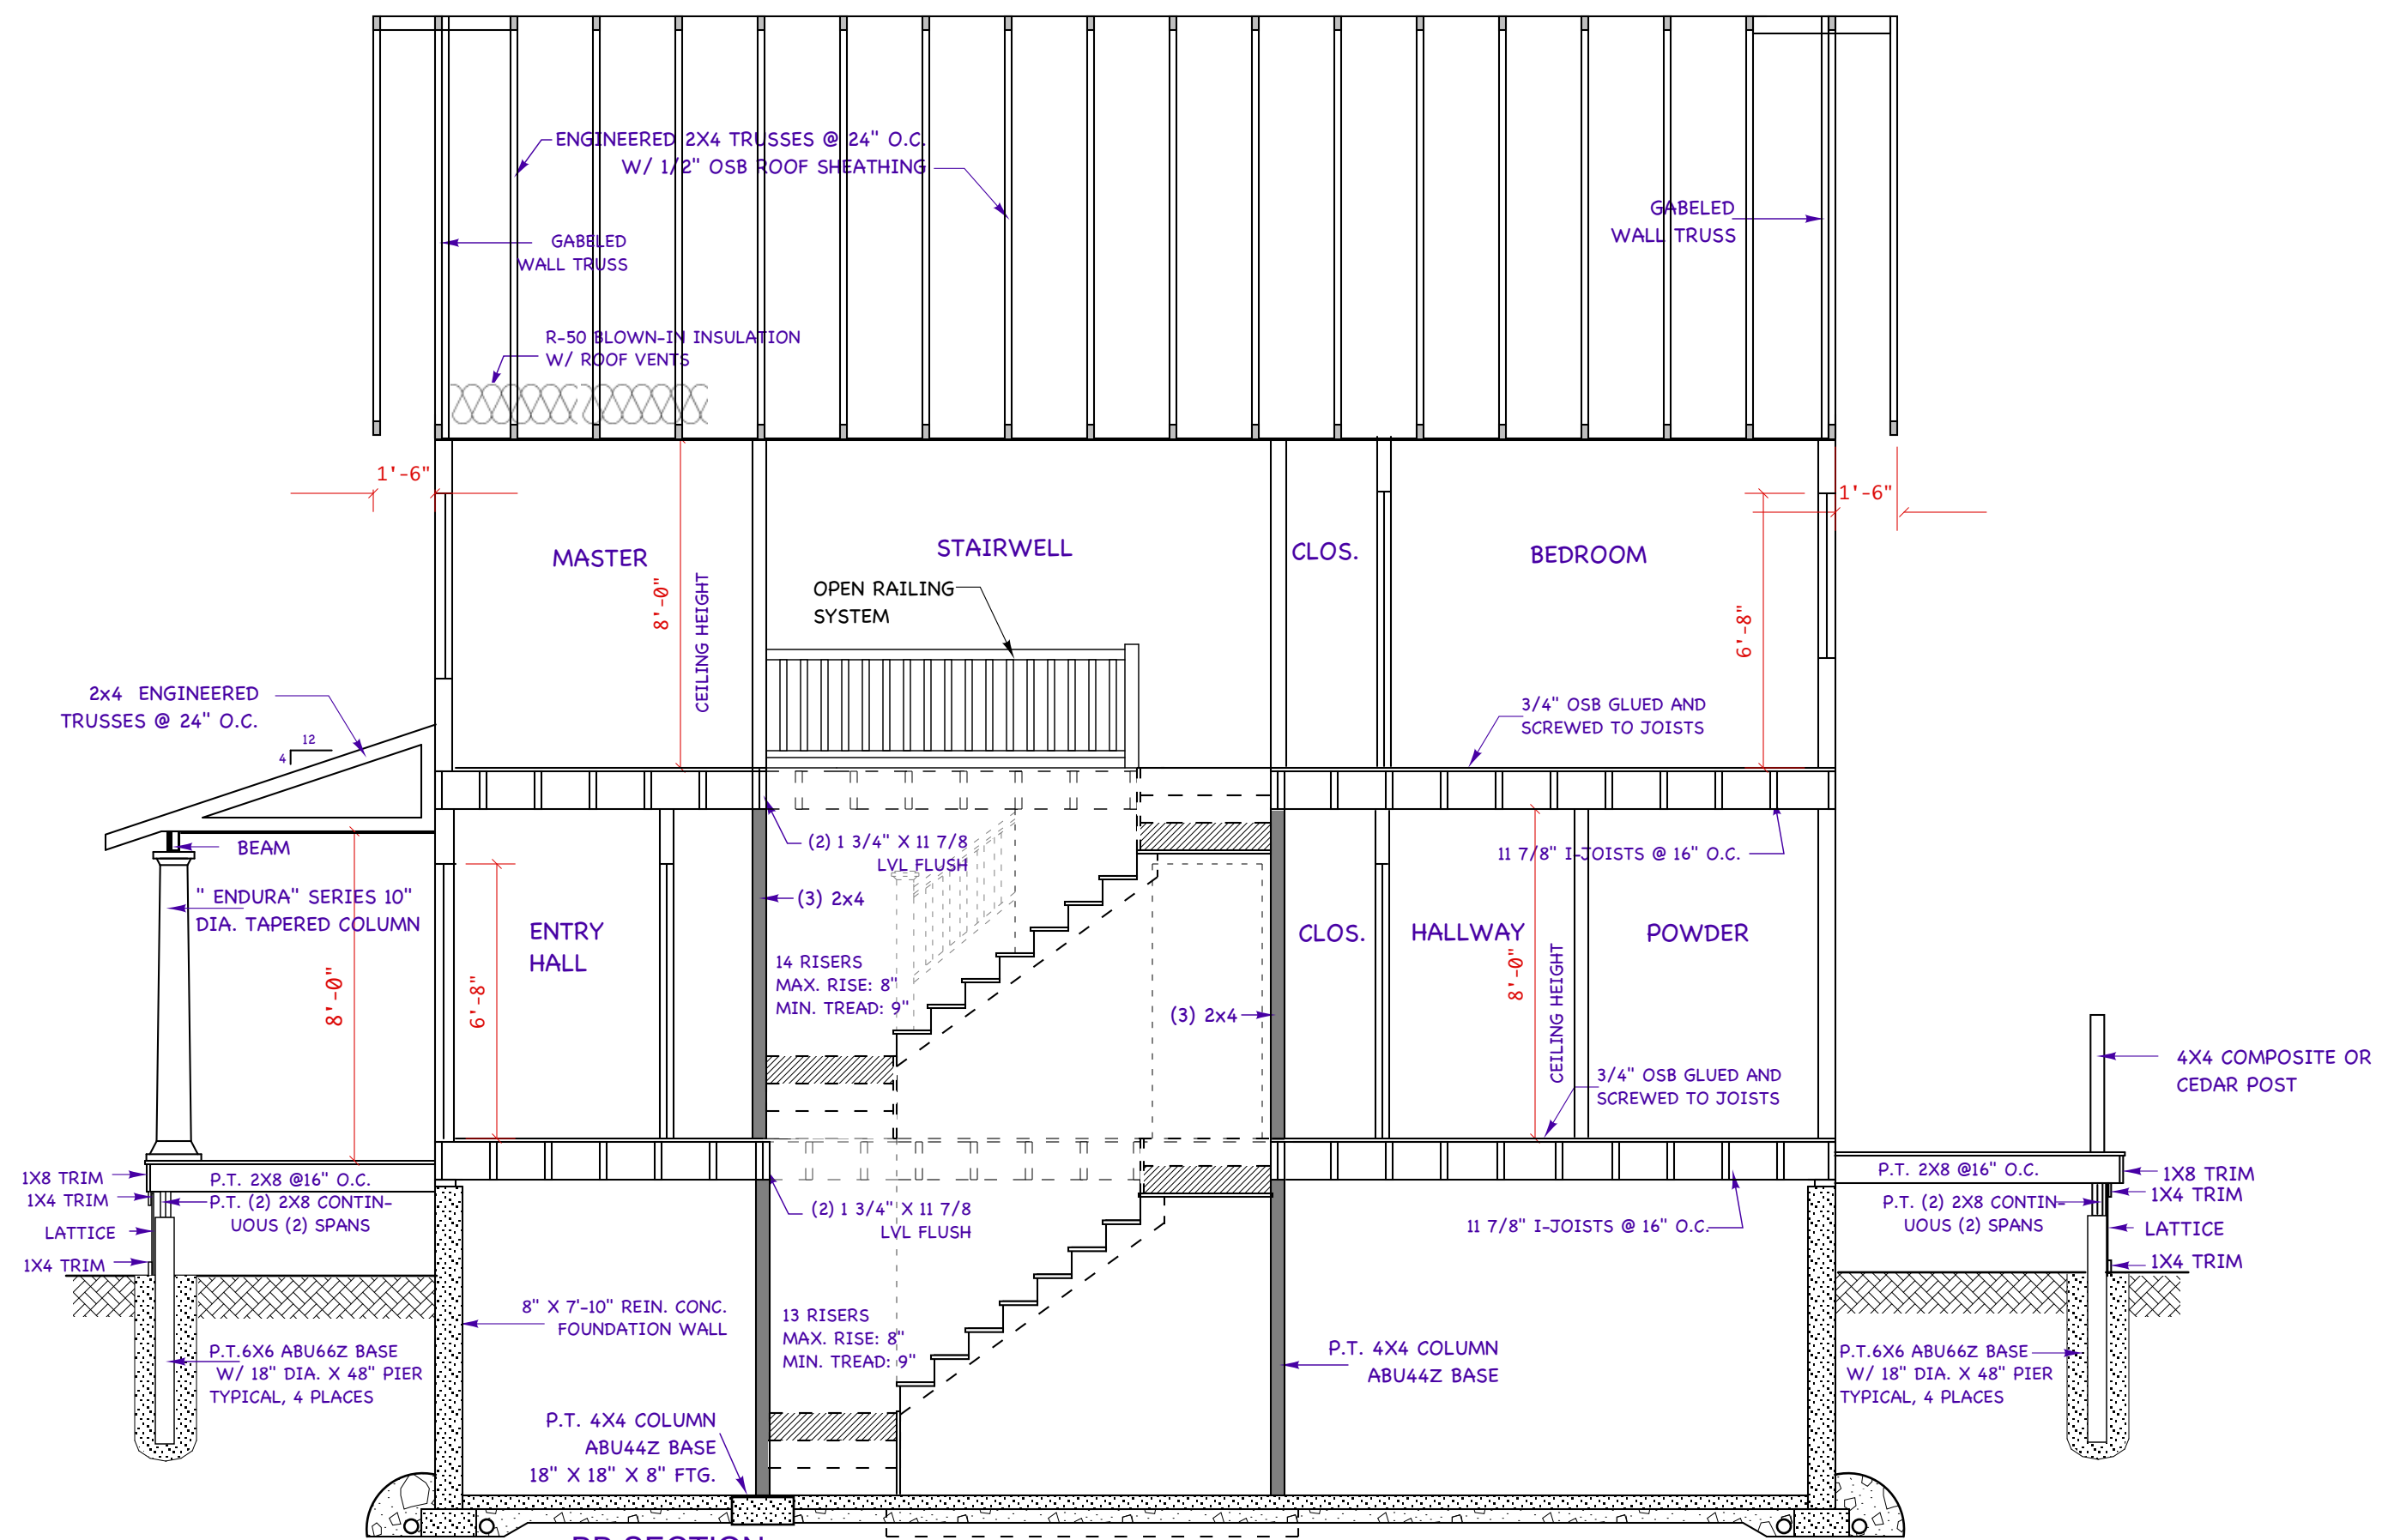 ENGINEERED 2X4 TRUSSES @ 24" O.C.
W/ 1/2" OSB ROOF SHEATHING
GABELED
WALL TRUSS
GABELED
WALL TRUSS
R-50 BLOWN-IN INSULATION
W/ ROOF VENTS
1'-6"
1'-6"
MASTER
8'-0"
CEILING HEIGHT
STAIRWELL
OPEN RAILING
SYSTEM
CLOS.
BEDROOM
6'-8"
3/4" OSB GLUED AND
SCREWED TO JOISTS
2x4 ENGINEERED
TRUSSES @ 24" O.C.
12
4
BEAM
" ENDURA" SERIES 10"
DIA. TAPERED COLUMN
8'-0"
6'-8"
ENTRY
HALL
(2) 1 3/4" X 11 7/8
LVL FLUSH
(3) 2x4
14 RISERS
MAX. RISE: 8"
MIN. TREAD: 9"
(3) 2x4
11 7/8" I-JOISTS @ 16" O.C.
CLOS.
HALLWAY
8'-0"
CEILING HEIGHT
POWDER
3/4" OSB GLUED AND
SCREWED TO JOISTS
4X4 COMPOSITE OR
CEDAR POST
1X8 TRIM
1X4 TRIM
LATTICE
1X4 TRIM
P.T. 2X8 @16" O.C.
P.T. (2) 2X8 CONTIN-
UOUS (2) SPANS
(2) 1 3/4" X 11 7/8
LVL FLUSH
11 7/8" I-JOISTS @ 16" O.C.
P.T. 2X8 @16" O.C.
P.T. (2) 2X8 CONTIN-
UOUS (2) SPANS
1X8 TRIM
1X4 TRIM
LATTICE
1X4 TRIM
8" X 7'-10" REIN. CONC.
FOUNDATION WALL
13 RISERS
MAX. RISE: 8"
MIN. TREAD: 9"
P.T. 4X4 COLUMN
ABU44Z BASE
P.T.6X6 ABU66Z BASE
W/ 18" DIA. X 48" PIER
TYPICAL, 4 PLACES
P.T.6X6 ABU66Z BASE
W/ 18" DIA. X 48" PIER
TYPICAL, 4 PLACES
P.T. 4X4 COLUMN
ABU44Z BASE
18" X 18" X 8" FTG.